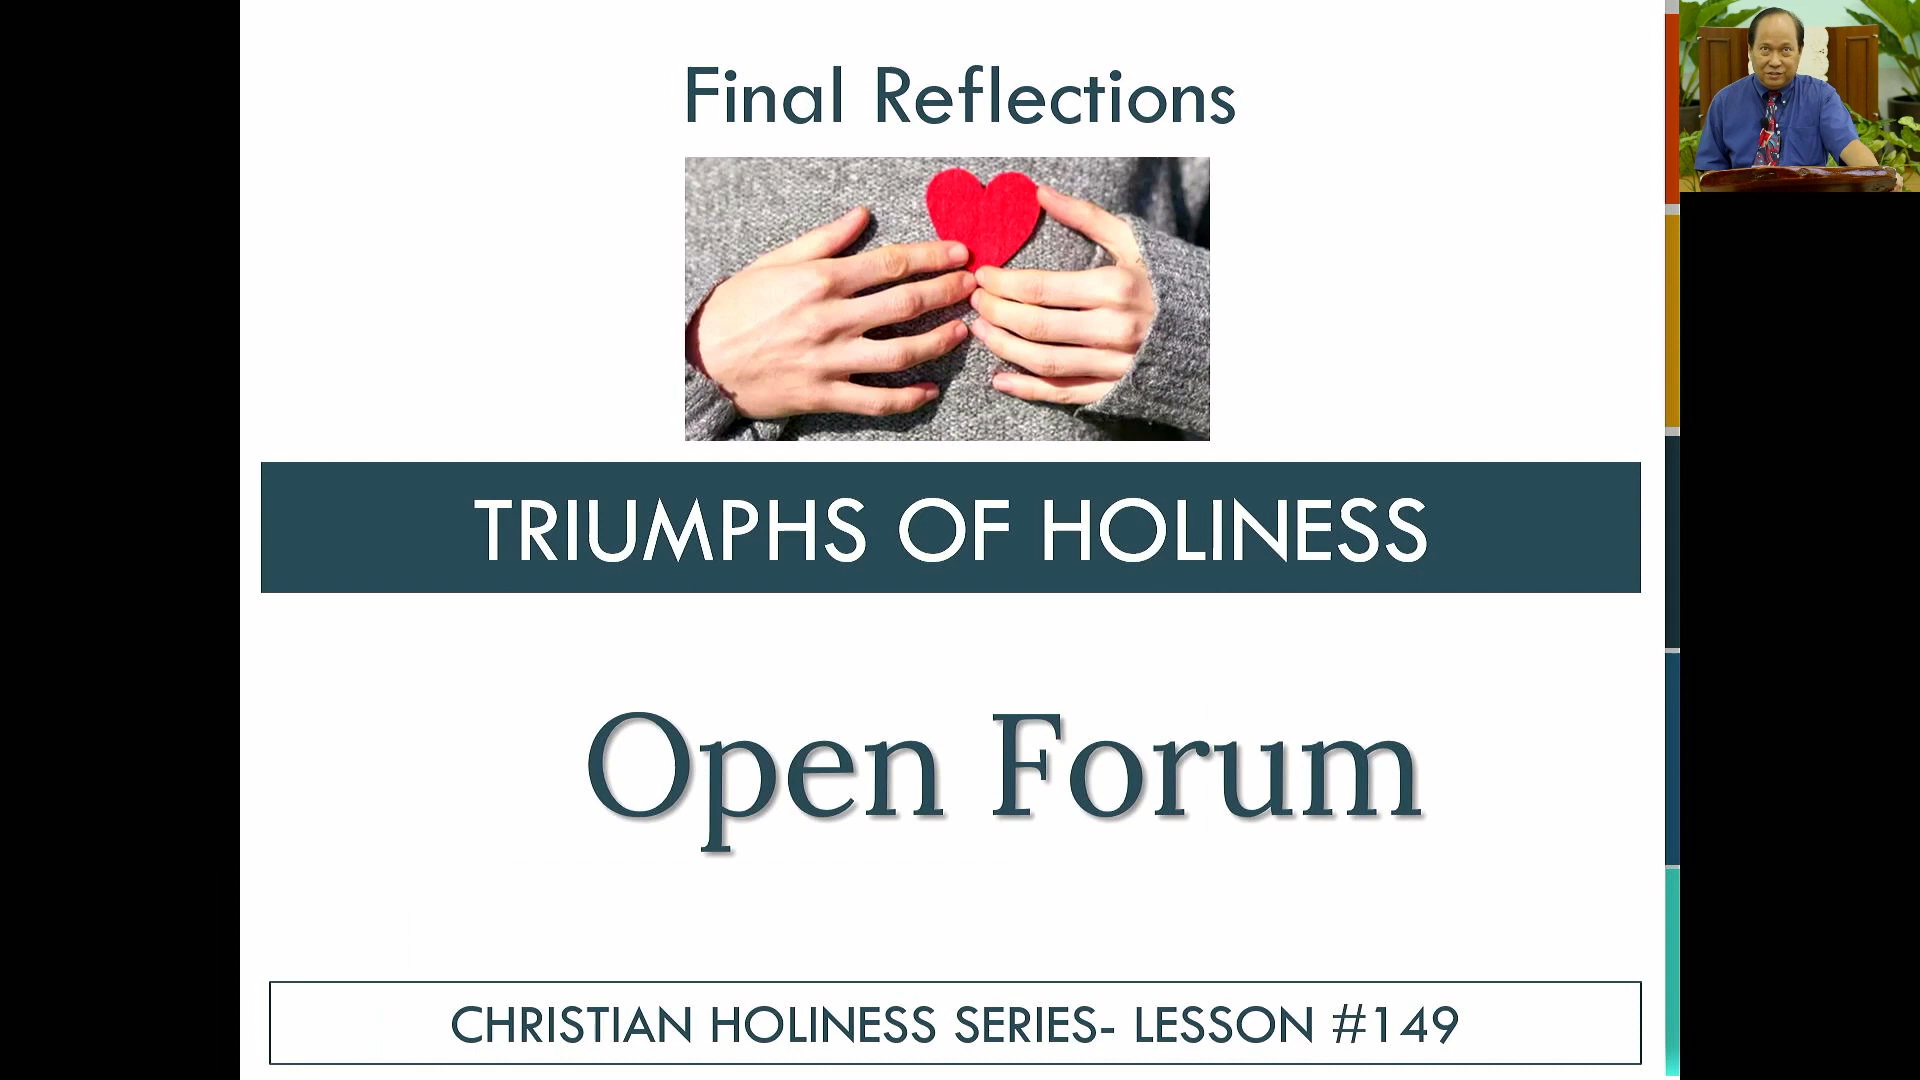 Final Reflections
TRIUMPHS OF HOLINESS
Open Forum
CHRISTIAN HOLINESS SERIES- LESSON #149